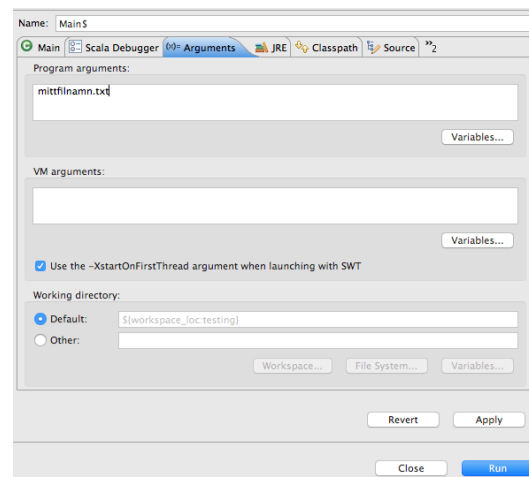 Name: Main$
Main Scala Debugger (x)= Arguments JRE Classpath Source »2
Program arguments:
mittfilnamn.txt
Variables...
VM arguments:
Variables...
Use the -XstartOnFirstThread argument when launching with SWT
Working directory:
Default: ${workspace_loc:testing}
Other:
Workspace... File System... Variables...
Revert Apply
Close Run